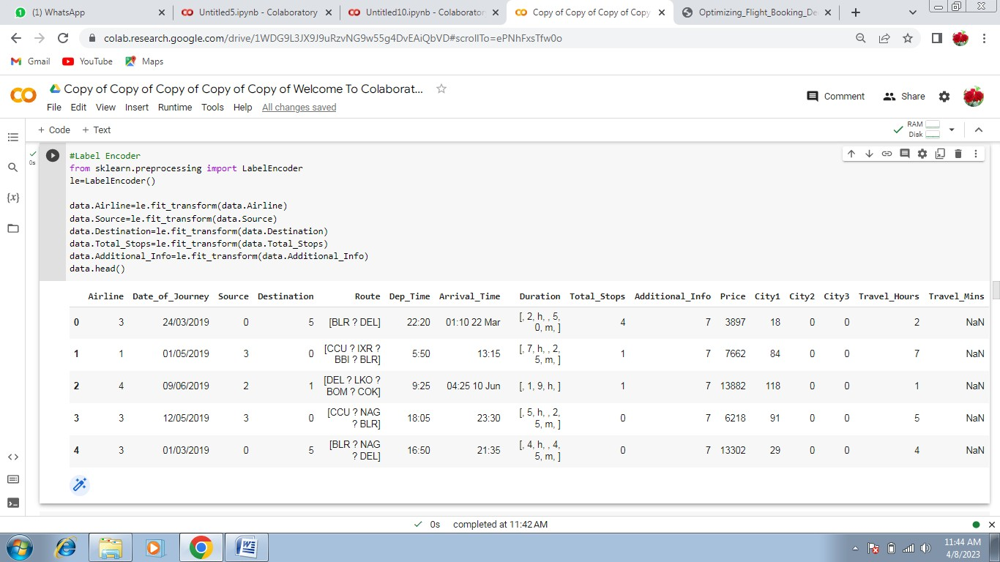 (1) WhatsApp
Untitled5.ipynb - Colaboratory
Untitled10.ipynb - Colaborator
Copy of Copy of Copy of Copy
Optimizing_Flight_Booking_De
colab.research.google.com/drive/1WDG9L3JX9J9uRzvNG9w55g4DvEAiQbVD#scrollTo=ePNhFxsTfw0o
Gmail YouTube Maps
Copy of Copy of Copy of Copy of Copy of Welcome To Colaborat...
Comment Share
File Edit View Insert Runtime Tools Help All changes saved
+ Code + Text
RAM
Disk
0s
#Label Encoder
from sklearn.preprocessing import LabelEncoder
le=LabelEncoder()
data.Airline=le.fit_transform(data.Airline)
data.Source=le.fit_transform(data.Source)
data.Destination=le.fit_transform(data.Destination)
data.Total_Stops=le.fit_transform(data.Total_Stops)
data.Additional_Info=le.fit_transform(data.Additional_Info)
data.head()
Airline Date_of_Journey Source Destination Route Dep_Time Arrival_Time Duration Total_Stops Additional_Info Price City1 City2 City3 Travel_Hours Travel_Mins
0 3 24/03/2019 0 5 [BLR ? DEL] 22:20 01:10 22 Mar [, 2, h, , 5, 0, m, ] 4 7 3897 18 0 0 2 NaN
1 1 01/05/2019 3 0 [CCU ? IXR ? BBI ? BLR] 5:50 13:15 [, 7, h, , 2, 5, m, ] 1 7 7662 84 0 0 7 NaN
2 4 09/06/2019 2 1 [DEL ? LKO ? BOM ? COK] 9:25 04:25 10 Jun [, 1, 9, h, ] 1 7 13882 118 0 0 1 NaN
3 3 12/05/2019 3 0 [CCU ? NAG ? BLR] 18:05 23:30 [, 5, h, , 2, 5, m, ] 0 7 6218 91 0 0 5 NaN
4 3 01/03/2019 0 5 [BLR ? NAG ? DEL] 16:50 21:35 [, 4, h, , 4, 5, m, ] 0 7 13302 29 0 0 4 NaN
0s completed at 11:42 AM
11:44 AM
4/8/2023